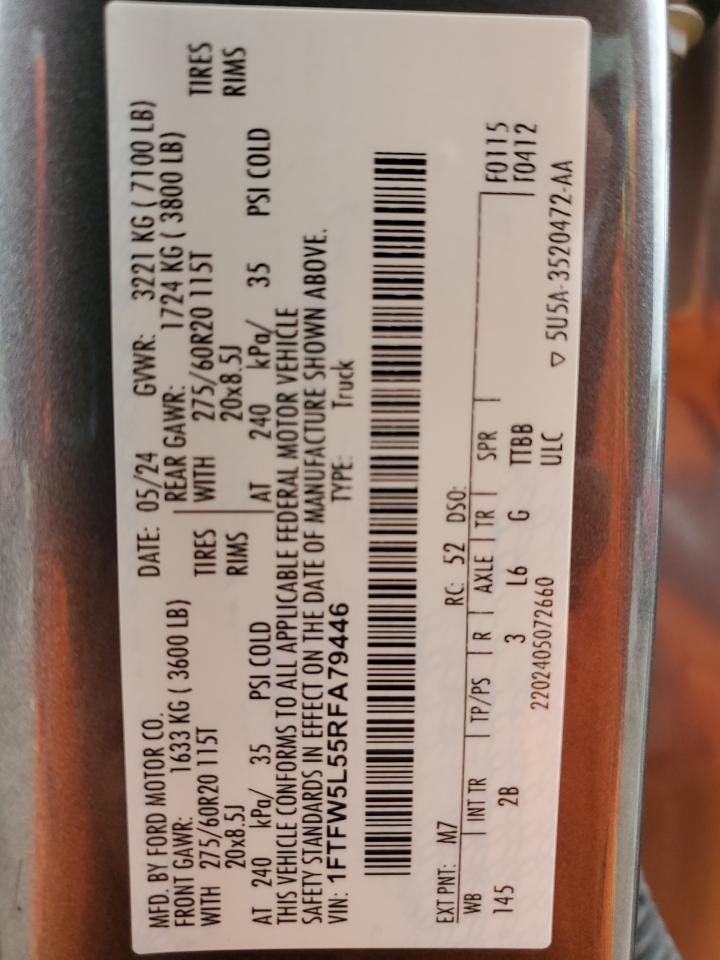 MFD. BY FORD MOTOR CO.
DATE: 05/24 GVWR: 3221 KG ( 7100 LB)
FRONT GAWR: 1633 KG ( 3600 LB)
REAR GAWR: 1724 KG ( 3800 LB)
WITH 275/60R20 115T TIRES
WITH 275/60R20 115T TIRES
20x8.5J RIMS
20x8.5J RIMS
AT 240 kPa/ 35 PSI COLD
AT 240 kPa/ 35 PSI COLD
THIS VEHICLE CONFORMS TO ALL APPLICABLE FEDERAL MOTOR VEHICLE
SAFETY STANDARDS IN EFFECT ON THE DATE OF MANUFACTURE SHOWN ABOVE.
VIN: 1FTFW5L55RFA79446 TYPE: Truck
EXT PNT: M7 RC: 52 DSO:
WB INT TR TP/PS R AXLE TR SPR F0115
145 2B 3 L6 G TTBB F0412
ULC
2202405072660
▽ 5U5A-3520472-AA